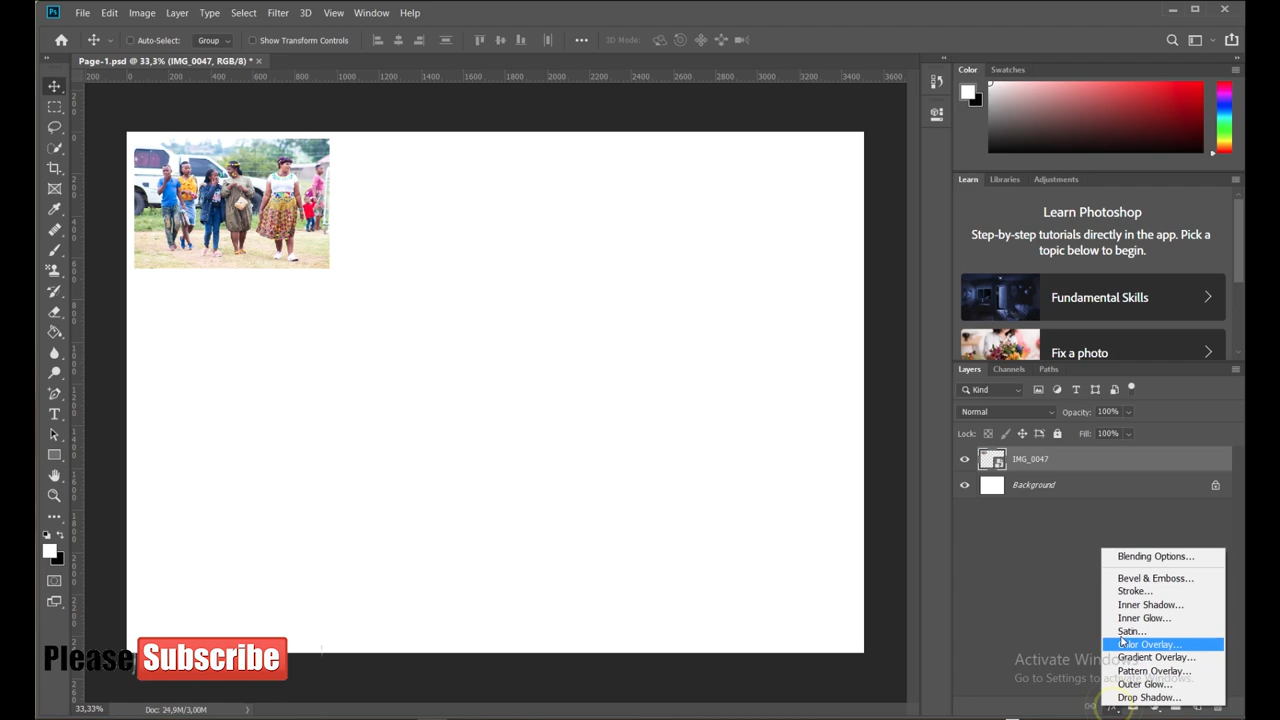 Ps File Edit Image Layer Type Select Filter 3D View Window Help
Auto-Select: Group Show Transform Controls 3D Mode:
Page-1.psd @ 33,3% (IMG_0047, RGB/8) * ×
200 0 200 400 600 800 1000 1200 1400 1600 1800 2000 2200 2400 2600 2800 3000 3200 3400 3600
Color Swatches
Learn Libraries Adjustments
Learn Photoshop
Step-by-step tutorials directly in the app. Pick a
topic below to begin.
Fundamental Skills
Fix a photo
Layers Channels Paths
Kind
Normal Opacity: 100%
Lock: Fill: 100%
IMG_0047
Background
Blending Options...
Bevel & Emboss...
Stroke...
Inner Shadow...
Inner Glow...
Satin...
Color Overlay...
Gradient Overlay...
Pattern Overlay...
Outer Glow...
Drop Shadow...
Activate Windows
Go to Settings to activate Windows.
Please Subscribe
33,33% Doc: 24,9M/3,00M